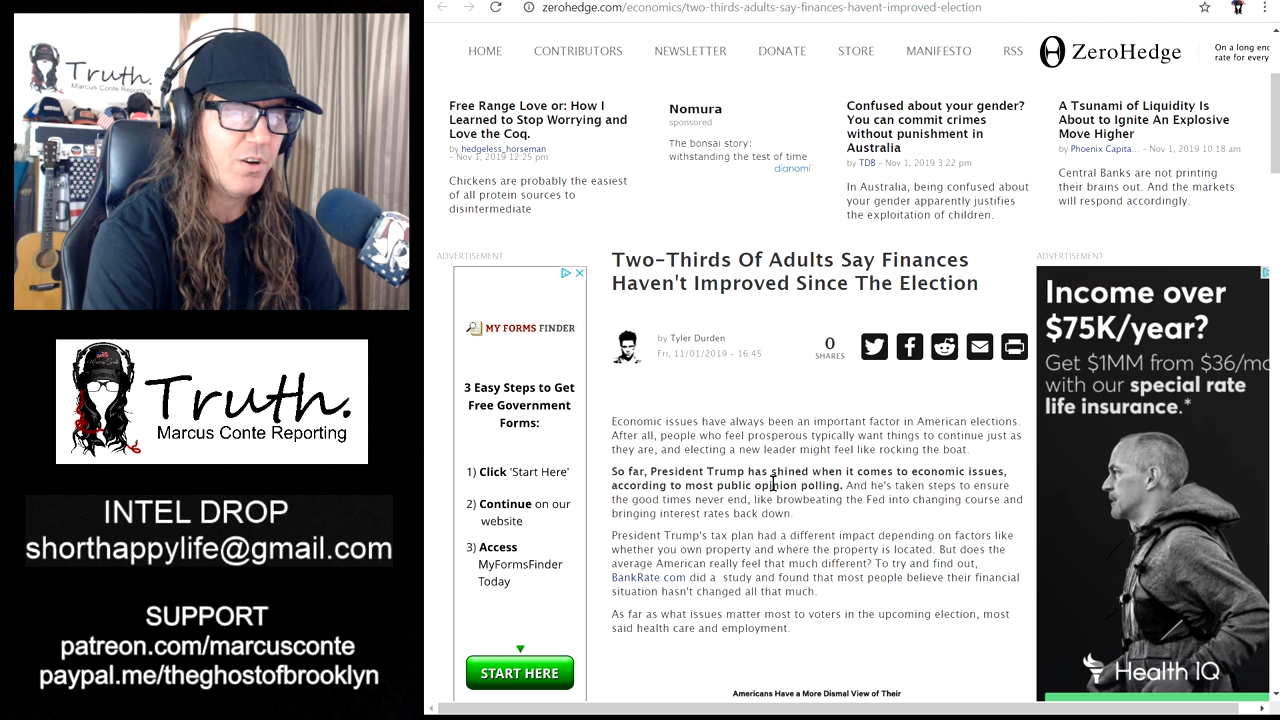 Truth.
Marcus Conte Reporting
Truth.
Marcus Conte Reporting
INTEL DROP
shorthappylife@gmail.com
SUPPORT
patreon.com/marcusconte
paypal.me/theghostofbrooklyn
zerohedge.com/economics/two-thirds-adults-say-finances-havent-improved-election
HOME CONTRIBUTORS NEWSLETTER DONATE STORE MANIFESTO RSS
ZeroHedge
On a long enc
rate for every
Free Range Love or: How I
Learned to Stop Worrying and
Love the Coq.
by hedgeless_horseman
- Nov 1, 2019 12:25 pm
Chickens are probably the easiest
of all protein sources to
disintermediate
Nomura
sponsored
The bonsai story:
withstanding the test of time
dianomi
Confused about your gender?
You can commit crimes
without punishment in
Australia
by TDB - Nov 1, 2019 3.22 pm
In Australia, being confused about
your gender apparently justifies
the exploitation of children.
A Tsunami of Liquidity Is
About to Ignite An Explosive
Move Higher
by Phoenix Capita... - Nov 1, 2019 10.18 am
Central Banks are not printing
their brains out. And the markets
will respond accordingly.
ADVERTISEMENT
MY FORMS FINDER
3 Easy Steps to Get
Free Government
Forms:
1) Click 'Start Here'
2) Continue on our
website
3) Access
MyFormsFinder
Today
START HERE
Two-Thirds Of Adults Say Finances
Haven't Improved Since The Election
by Tyler Durden
Fri, 11/01/2019 - 16:45
0
SHARES
Economic issues have always been an important factor in American elections.
After all, people who feel prosperous typically want things to continue just as
they are, and electing a new leader might feel like rocking the boat.
So far, President Trump has shined when it comes to economic issues,
according to most public opinion polling. And he's taken steps to ensure
the good times never end, like browbeating the Fed into changing course and
bringing interest rates back down.
President Trump's tax plan had a different impact depending on factors like
whether you own property and where the property is located. But does the
average American really feel that much different? To try and find out,
BankRate.com did a study and found that most people believe their financial
situation hasn't changed all that much.
As far as what issues matter most to voters in the upcoming election, most
said health care and employment.
Americans Have a More Dismal View of Their
ADVERTISEMENT
Income over
$75K/year?
Get $1MM from $36/mo
with our special rate
life insurance.*
Health IQ